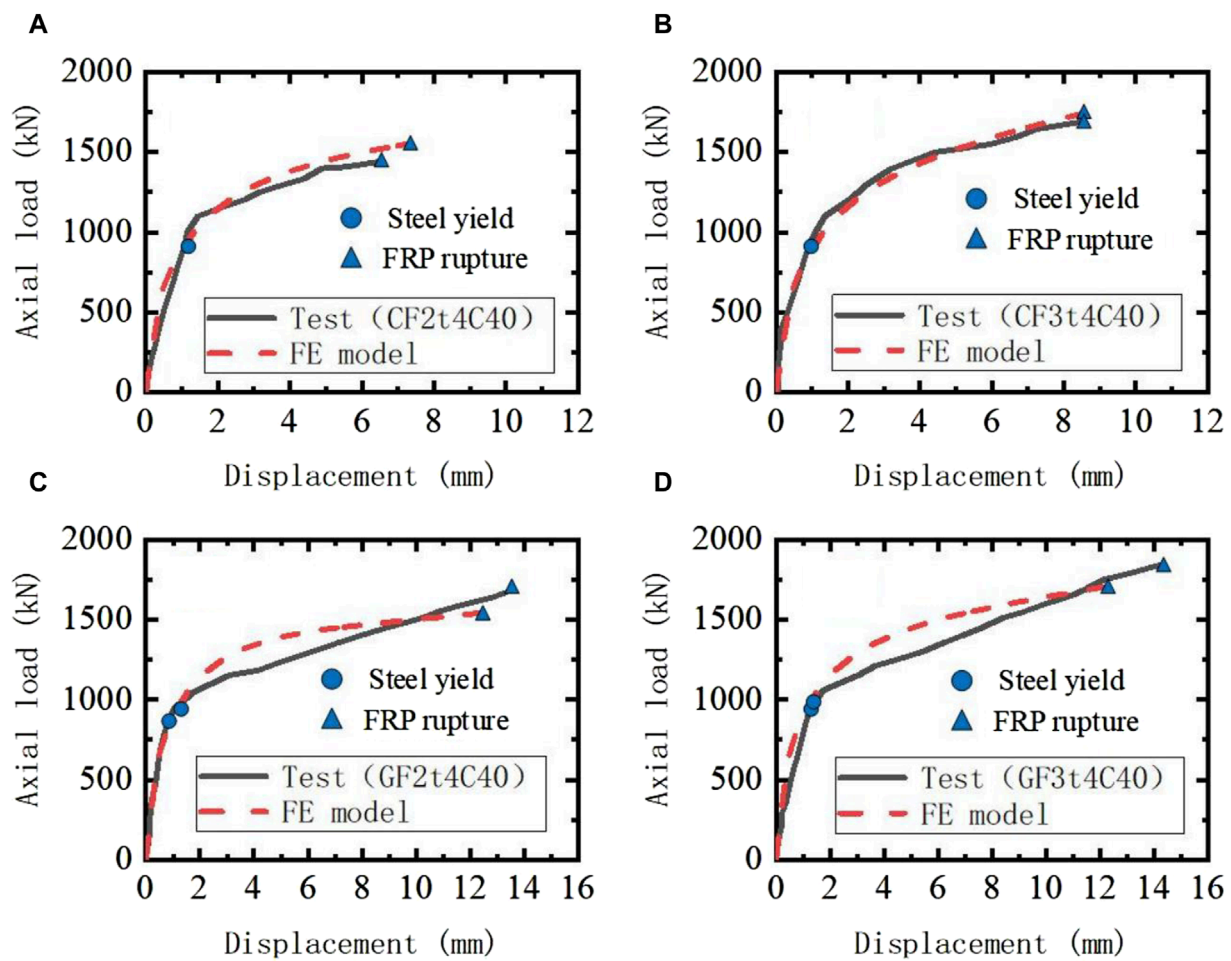 A
2000
1500
1000
500
0
Axial load (kN)
Steel yield
FRP rupture
Test (CF2t4C40)
FE model
0 2 4 6 8 10 12
Displacement (mm)
B
2000
1500
1000
500
0
Axial load (kN)
Steel yield
FRP rupture
Test (CF3t4C40)
FE model
0 2 4 6 8 10 12
Displacement (mm)
C
2000
1500
1000
500
0
Axial load (kN)
Steel yield
FRP rupture
Test (GF2t4C40)
FE model
0 2 4 6 8 10 12 14 16
Displacement (mm)
D
2000
1500
1000
500
0
Axial load (kN)
Steel yield
FRP rupture
Test (GF3t4C40)
FE model
0 2 4 6 8 10 12 14 16
Displacement (mm)